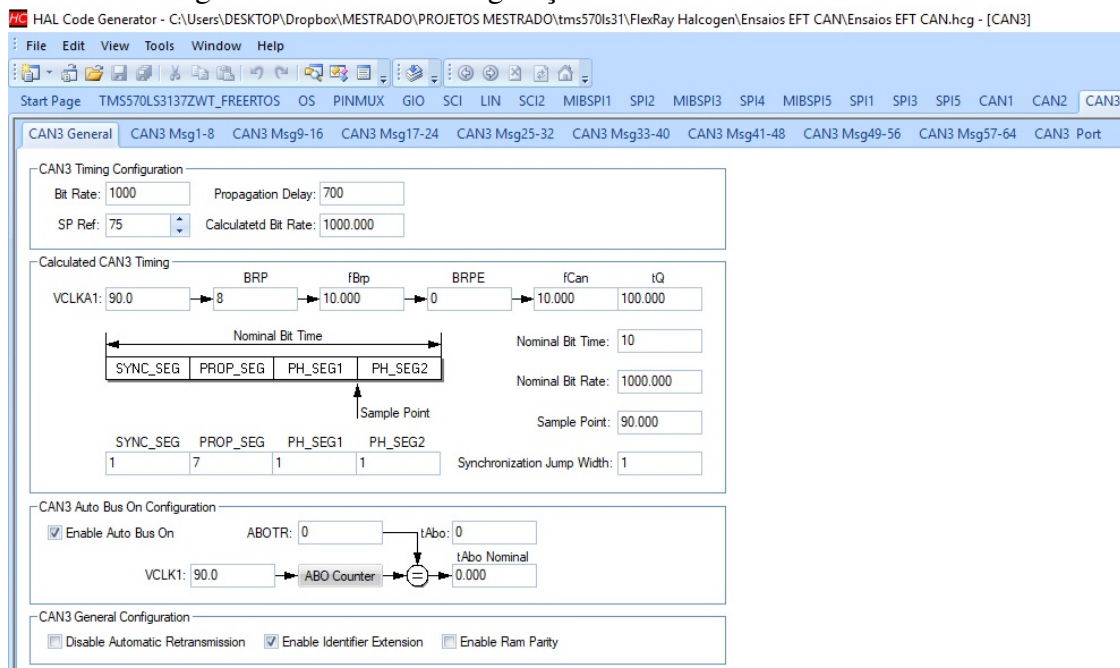 HC HAL Code Generator - C:\Users\DESKTOP\Dropbox\MESTRADO\PROJETOS MESTRADO\tms570ls31\FlexRay Halcogen\Ensaios EFT CAN\Ensaios EFT CAN.hcg - [CAN3]
File Edit View Tools Window Help
Start Page TMS570LS3137ZWT_FREERTOS OS PINMUX GIO SCI LIN SCI2 MIBSPI1 SPI2 MIBSPI3 SPI4 MIBSPI5 SPI1 SPI3 SPI5 CAN1 CAN2 CAN3
CAN3 General CAN3 Msg1-8 CAN3 Msg9-16 CAN3 Msg17-24 CAN3 Msg25-32 CAN3 Msg33-40 CAN3 Msg41-48 CAN3 Msg49-56 CAN3 Msg57-64 CAN3 Port
CAN3 Timing Configuration
Bit Rate: 1000 Propagation Delay: 700
SP Ref: 75 Calculatetd Bit Rate: 1000.000
Calculated CAN3 Timing
BRP fBrp BRPE fCan tQ
VCLKA1: 90.0 8 10.000 0 10.000 100.000
Nominal Bit Time Nominal Bit Time: 10
SYNC_SEG PROP_SEG PH_SEG1 PH_SEG2 Nominal Bit Rate: 1000.000
Sample Point Sample Point: 90.000
SYNC_SEG PROP_SEG PH_SEG1 PH_SEG2
1 7 1 1 Synchronization Jump Width: 1
CAN3 Auto Bus On Configuration
Enable Auto Bus On ABOTR: 0 tAbo: 0
tAbo Nominal
VCLK1: 90.0 ABO Counter = 0.000
CAN3 General Configuration
Disable Automatic Retransmission Enable Identifier Extension Enable Ram Parity